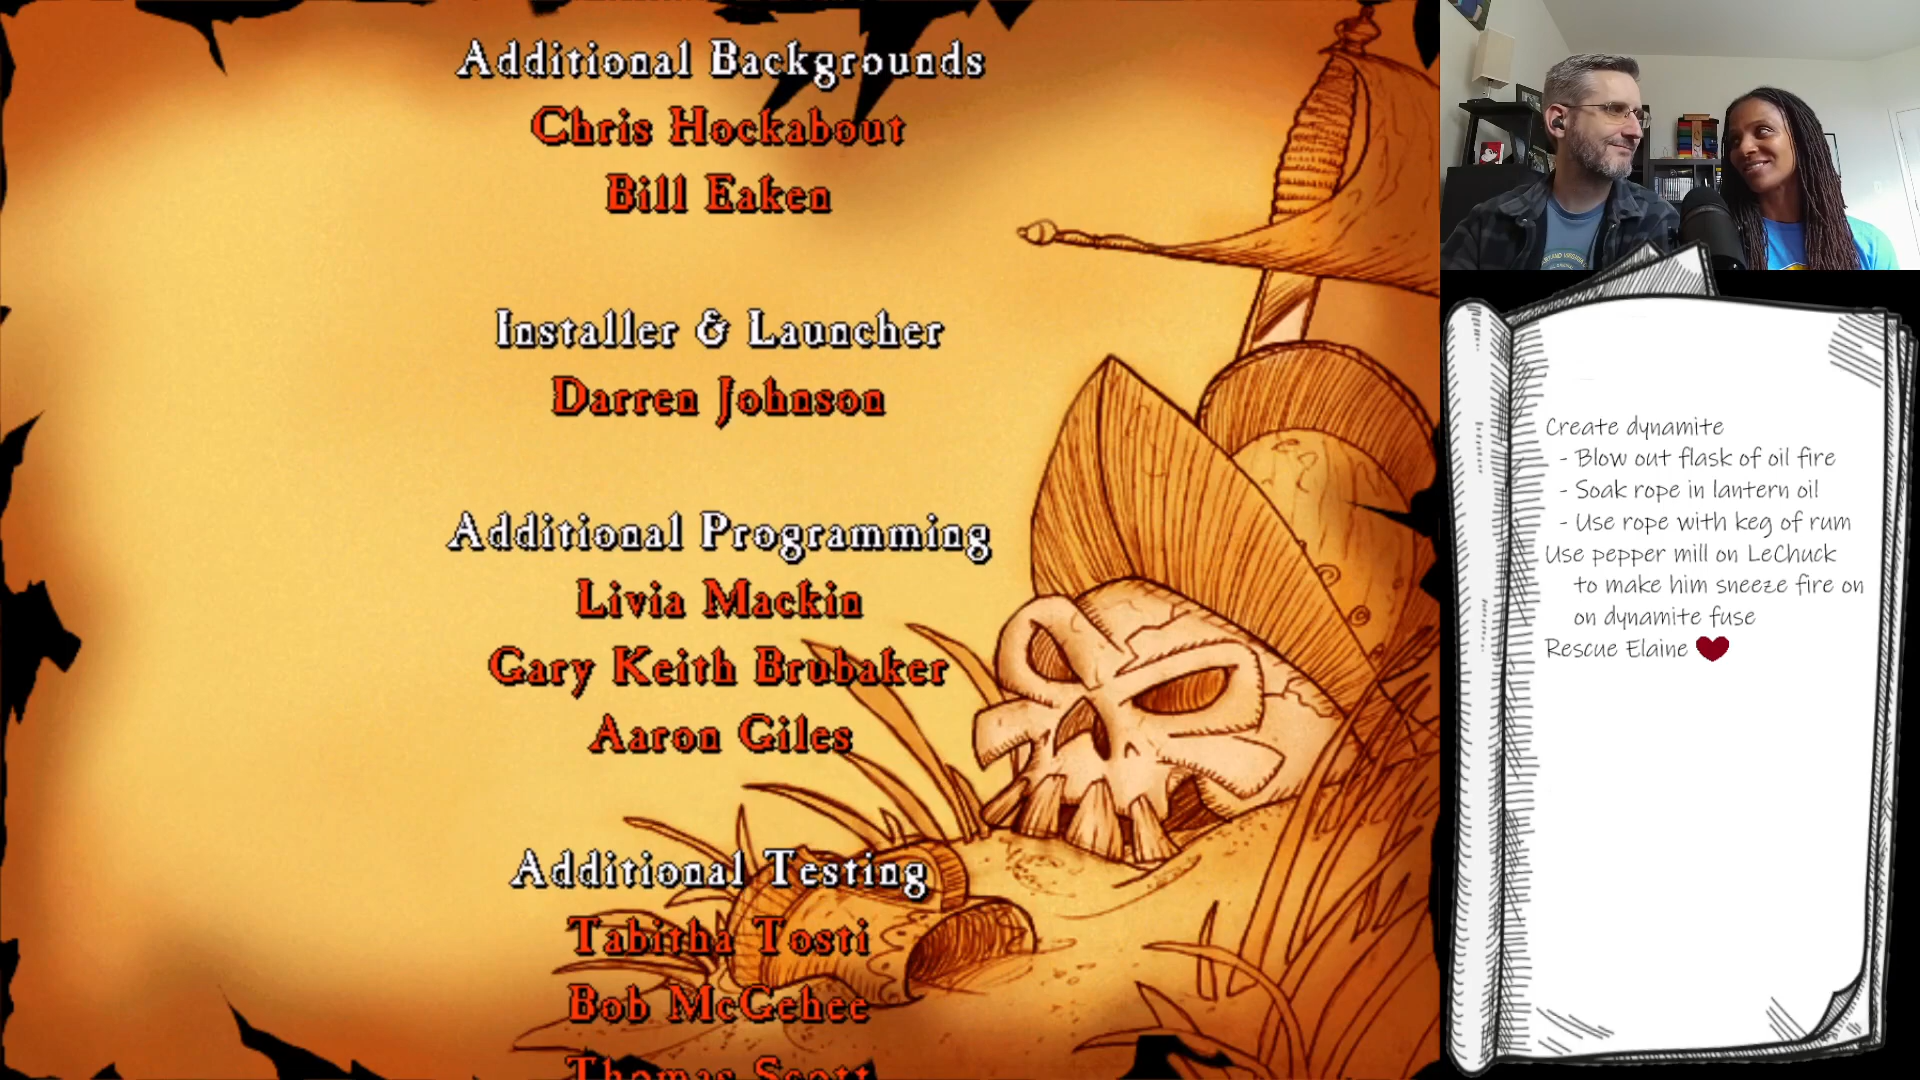 Additional Backgrounds
Chris Hockabout
Bill Eaken
Installer & Launcher
Darren Johnson
Additional Programming
Livia Mackin
Gary Keith Brubaker
Aaron Giles
Additional Testing
Tabitha Tosti
Bob McGehee
Thomas Scott
Create dynamite
- Blow out flask of oil fire
- Soak rope in lantern oil
- Use rope with keg of rum
Use pepper mill on LeChuck
to make him sneeze fire on
on dynamite fuse
Rescue Elaine